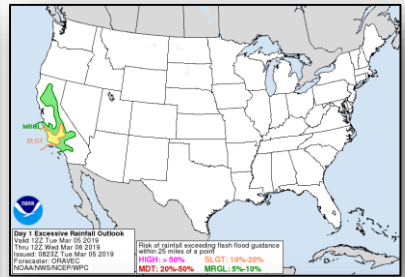 MRGL
SLGT
NOAA
Day 1 Excessive Rainfall Outlook
Valid 12Z Tue Mar 05 2019
Thru 12Z Wed Mar 06 2019
Issued: 0823Z Tue Mar 05 2019
Forecaster: ORAVEC
NOAA/NWS/NCEP/WPC
Risk of rainfall exceeding flash flood guidance
within 25 miles of a point
HIGH: > 50% SLGT: 10%-20%
MDT: 20%-50% MRGL: 5%-10%